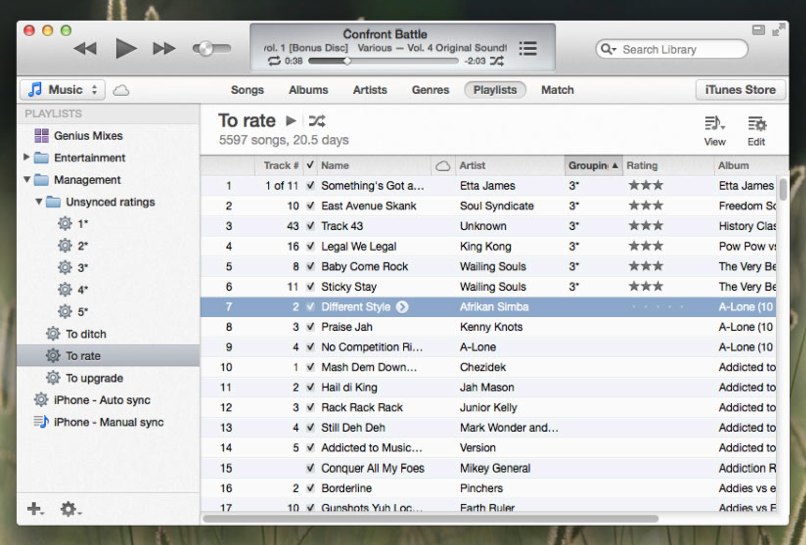 Confront Battle
vol. 1 [Bonus Disc] Various — Vol. 4 Original Sound!
0:38 -2:03
Search Library
Music Songs Albums Artists Genres Playlists Match iTunes Store
PLAYLISTS
Genius Mixes
Entertainment
Management
Unsynced ratings
1*
2*
3*
4*
5*
To ditch
To rate
To upgrade
iPhone - Auto sync
iPhone - Manual sync
To rate
5597 songs, 20.5 days
View Edit
Track # ✓ Name Artist Groupin Rating Album
1 1 of 11 ✓ Something's Got a... Etta James 3* ★★★ Etta James
2 10 ✓ East Avenue Skank Soul Syndicate 3* ★★★ Freedom So
3 43 ✓ Track 43 Unknown 3* ★★★ History Clas
4 16 ✓ Legal We Legal King Kong 3* ★★★ Pow Pow vs
5 8 ✓ Baby Come Rock Wailing Souls 3* ★★★ The Very Be
6 11 ✓ Sticky Stay Wailing Souls 3* ★★★ The Very Be
7 2 ✓ Different Style Afrikan Simba A-Lone (10
8 3 ✓ Praise Jah Kenny Knots A-Lone (10
9 4 ✓ No Competition Ri... A-Lone A-Lone (10
10 1 ✓ Mash Dem Down... Chezidek Addicted to
11 2 ✓ Hail di King Jah Mason Addicted to
12 3 ✓ Rack Rack Rack Junior Kelly Addicted to
13 4 ✓ Still Deh Deh Mark Wonder and... Addicted to
14 5 ✓ Addicted to Music... Version Addicted to
15 ✓ Conquer All My Foes Mikey General Addiction R
16 2 ✓ Borderline Pinchers Addies vs e
17 10 ✓ Gunshots Yuh Loc... Earth Ruler Addies vs e